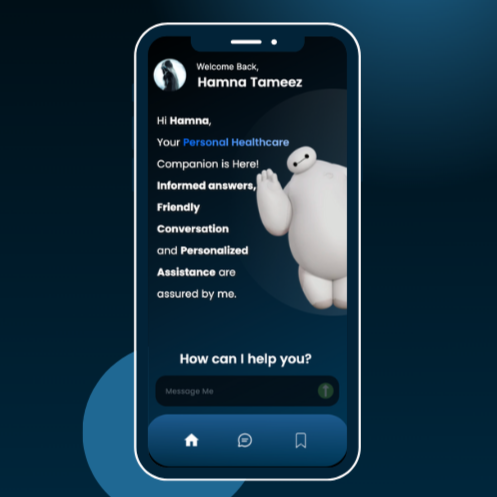 Welcome Back,
Hamna Tameez
Hi Hamna,
Your Personal Healthcare
Companion is Here!
Informed answers,
Friendly
Conversation
and Personalized
Assistance are
assured by me.
How can I help you?
Message Me